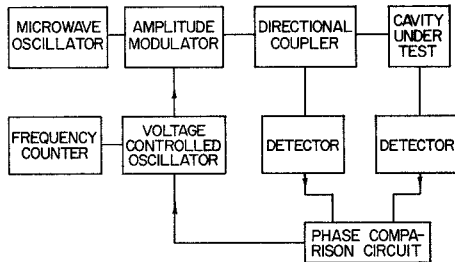 MICROWAVE
OSCILLATOR
AMPLITUDE
MODULATOR
DIRECTIONAL
COUPLER
CAVITY
UNDER
TEST
FREQUENCY
COUNTER
VOLTAGE
CONTROLLED
OSCILLATOR
DETECTOR
DETECTOR
PHASE COMPA-
RISON CIRCUIT